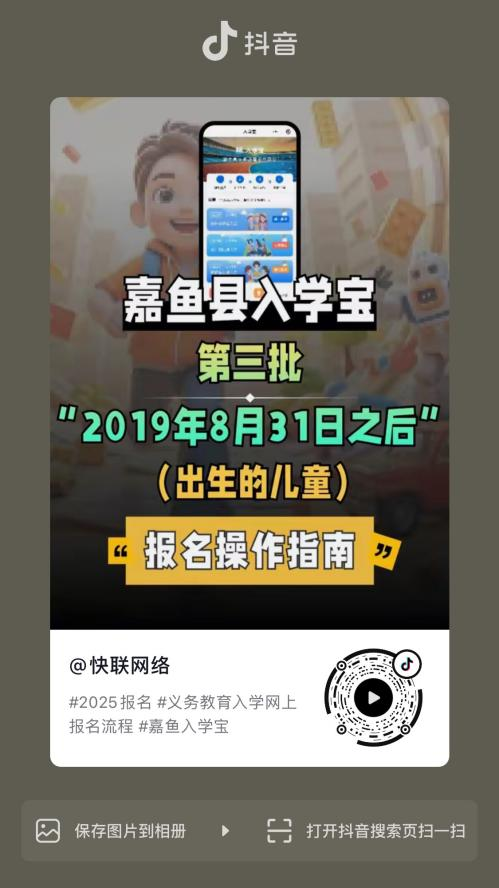 抖音
入学宝
嘉鱼县入学宝
第三批
“2019年8月31日之后”
（出生的儿童）
“报名操作指南”
@快联网络
#2025报名 #义务教育入学网上
报名流程 #嘉鱼入学宝
保存图片到相册
打开抖音搜索页扫一扫